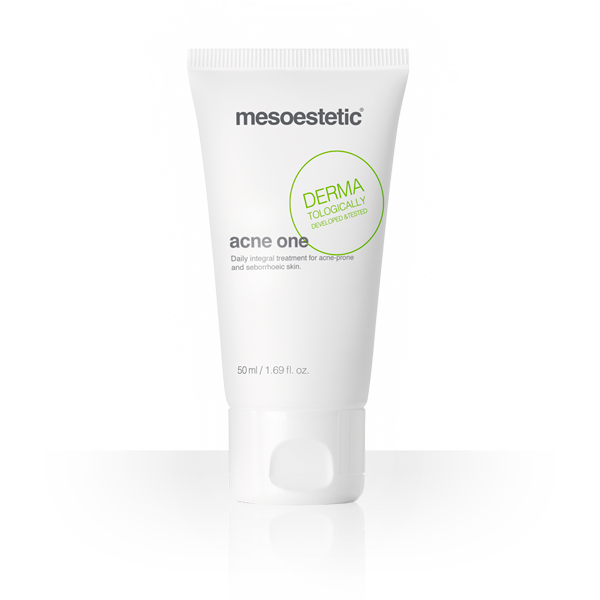 mesoestetic®
DERMA
TOLOGICALLY
DEVELOPED &TESTED
acne one
Daily integral treatment for acne-prone
and seborrhoeic skin.
50 ml / 1.69 fl. oz.